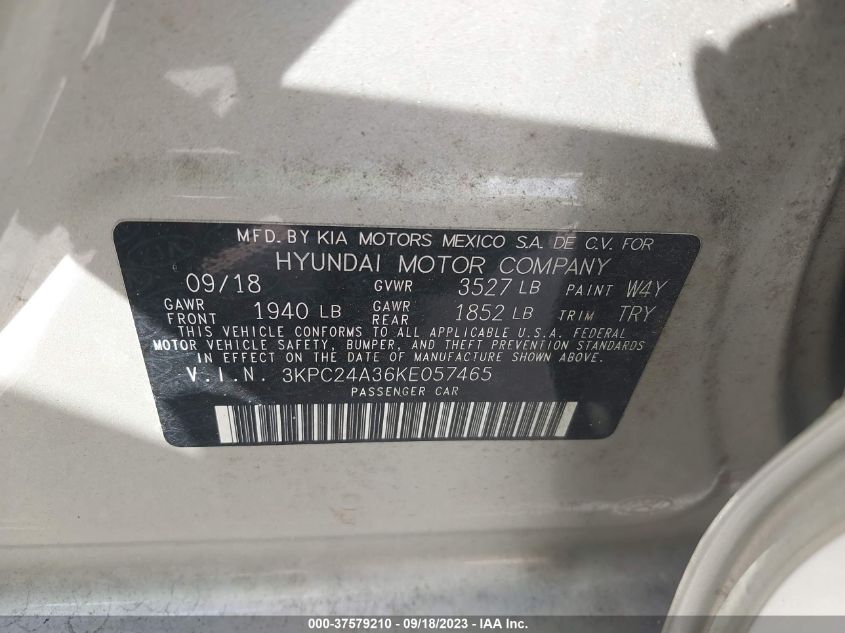 MFD. BY KIA MOTORS MEXICO S.A. DE C.V. FOR
HYUNDAI MOTOR COMPANY
09/18 GVWR 3527 LB PAINT W4Y
GAWR FRONT 1940 LB GAWR REAR 1852 LB TRIM TRY
THIS VEHICLE CONFORMS TO ALL APPLICABLE U.S.A. FEDERAL
MOTOR VEHICLE SAFETY, BUMPER, AND THEFT PREVENTION STANDARDS
IN EFFECT ON THE DATE OF MANUFACTURE SHOWN ABOVE.
V.I.N. 3KPC24A36KE057465
PASSENGER CAR
000-37579210 - 09/18/2023 - IAA Inc.